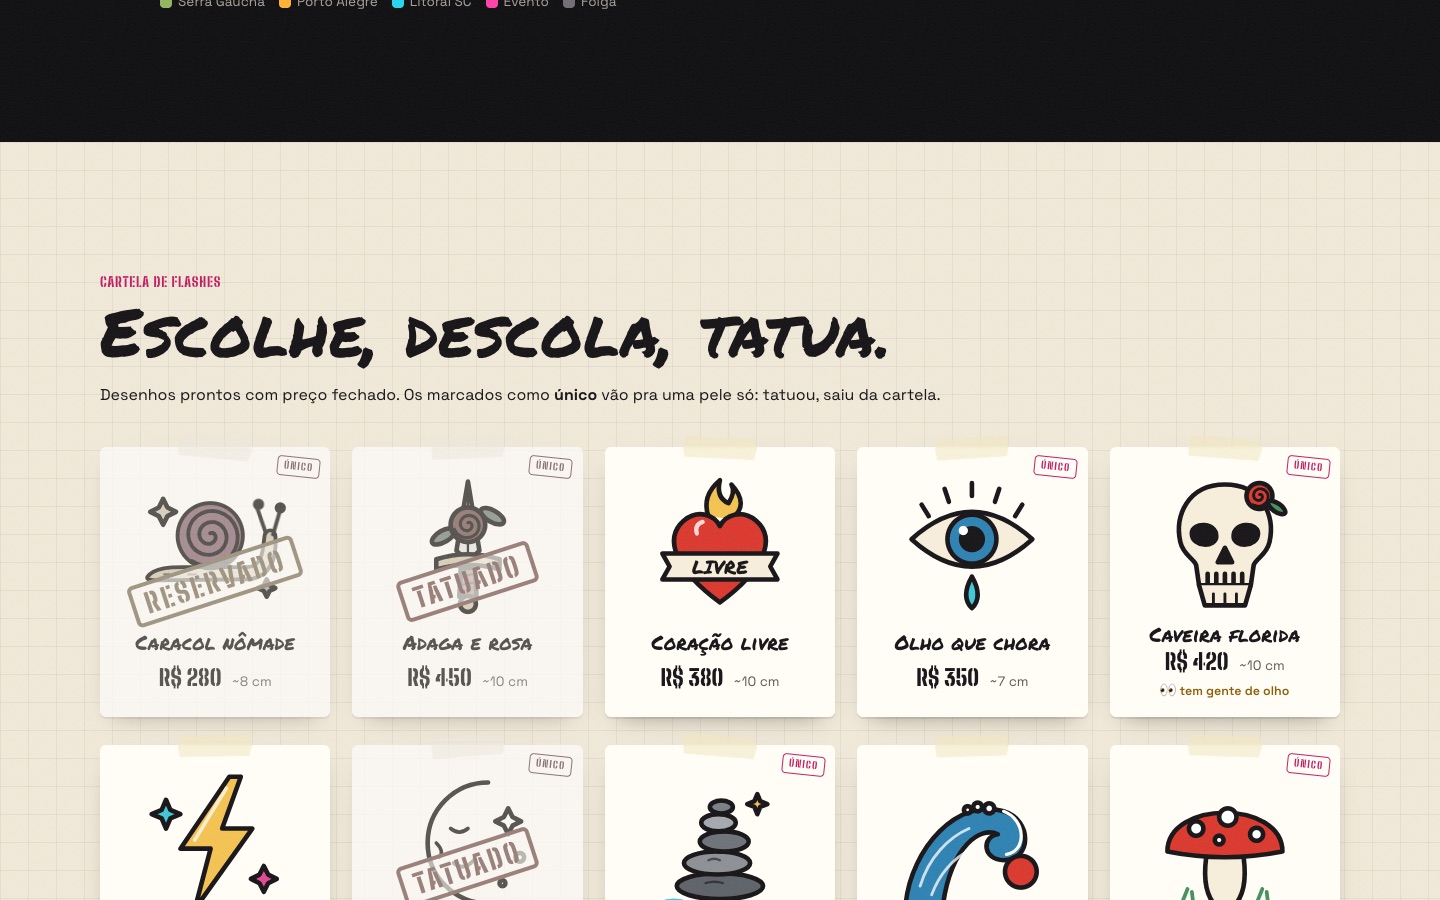 Serra Gaúcha Porto Alegre Litoral SC Evento Folga
CARTELA DE FLASHES
ESCOLHE, DESCOLA, TATUA.
Desenhos prontos com preço fechado. Os marcados como único vão pra uma pele só: tatuou, saiu da cartela.
ÚNICO
RESERVADO
CARACOL NÔMADE
R$ 280 ~8 cm
ÚNICO
TATUADO
ADAGA E ROSA
R$ 450 ~10 cm
LIVRE
CORAÇÃO LIVRE
R$ 380 ~10 cm
ÚNICO
OLHO QUE CHORA
R$ 350 ~7 cm
ÚNICO
CAVEIRA FLORIDA
R$ 420 ~10 cm
👀 tem gente de olho
ÚNICO
TATUADO
ÚNICO
ÚNICO